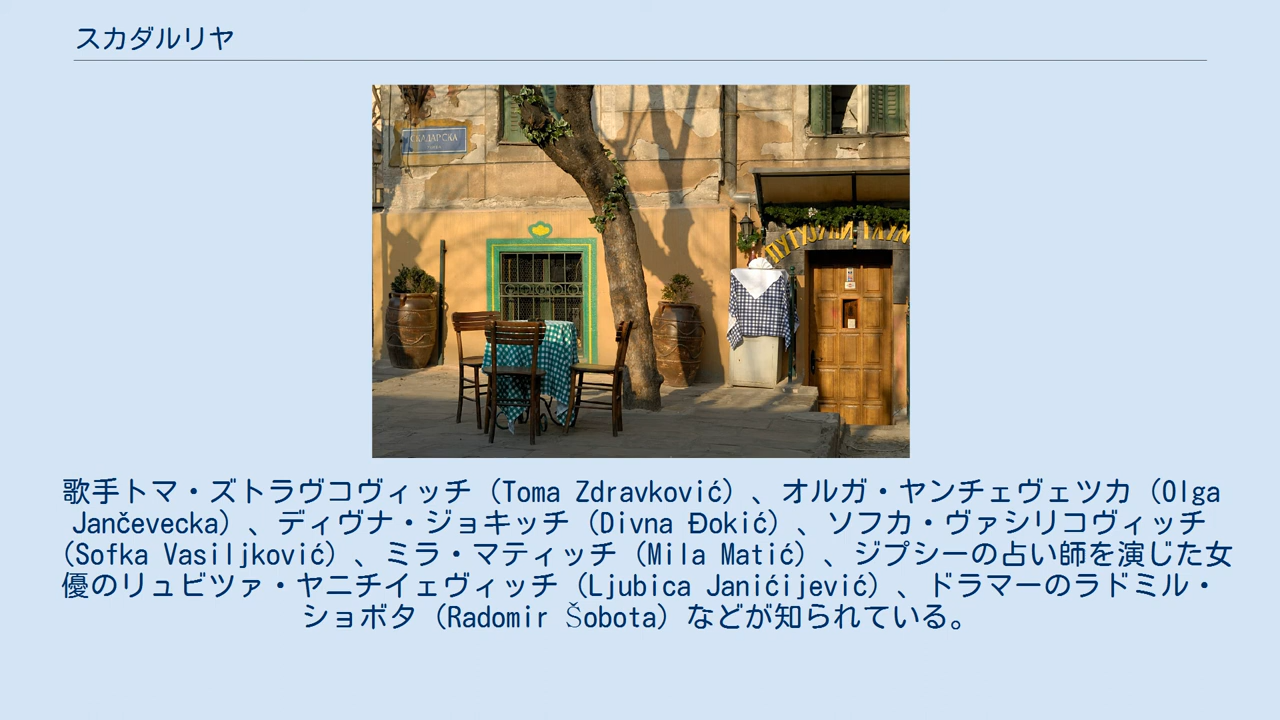 スカダルリヤ
СКАДАРСКА
歌手トマ・ズトラヴコヴィッチ（Toma Zdravković）、オルガ・ヤンチェヴェツカ（Olga
Jančevecka）、ディヴナ・ジョキッチ（Divna Đokić）、ソフカ・ヴァシリコヴィッチ
（Sofka Vasiljković）、ミラ・マティッチ（Mila Matić）、ジプシーの占い師を演じた女
優のリュビツァ・ヤニチイェヴィッチ（Ljubica Janićijević）、ドラマーのラドミル・
ショボタ（Radomir Šobota）などが知られている。